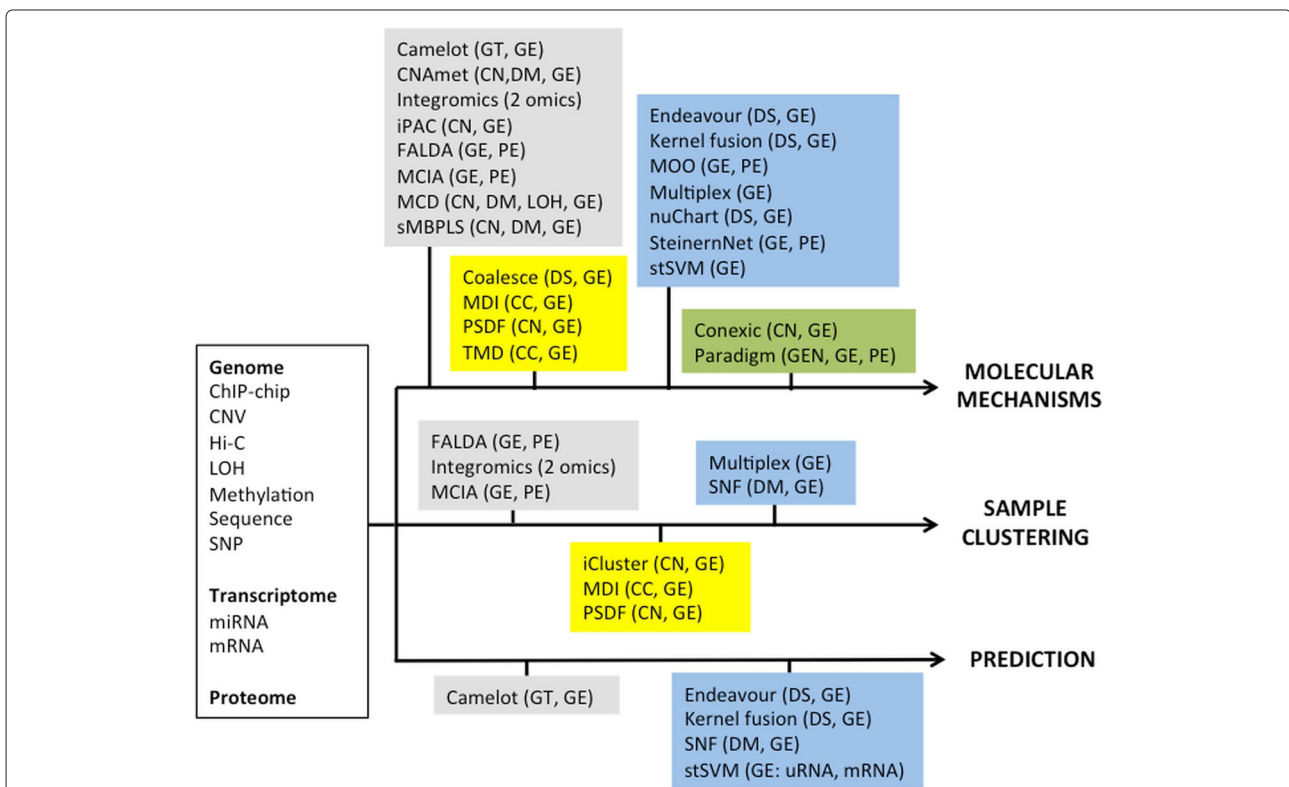 Camelot (GT, GE)
CNAmet (CN,DM, GE)
Integromics (2 omics)
iPAC (CN, GE)
FALDA (GE, PE)
MCIA (GE, PE)
MCD (CN, DM, LOH, GE)
sMBPLS (CN, DM, GE)
Endeavour (DS, GE)
Kernel fusion (DS, GE)
MOO (GE, PE)
Multiplex (GE)
nuChart (DS, GE)
SteinernNet (GE, PE)
stSVM (GE)
Coalesce (DS, GE)
MDI (CC, GE)
PSDF (CN, GE)
TMD (CC, GE)
Conexic (CN, GE)
Paradigm (GEN, GE, PE)
MOLECULAR
MECHANISMS
Genome
ChIP-chip
CNV
Hi-C
LOH
Methylation
Sequence
SNP
Transcriptome
miRNA
mRNA
Proteome
FALDA (GE, PE)
Integromics (2 omics)
MCIA (GE, PE)
Multiplex (GE)
SNF (DM, GE)
SAMPLE
CLUSTERING
iCluster (CN, GE)
MDI (CC, GE)
PSDF (CN, GE)
PREDICTION
Camelot (GT, GE)
Endeavour (DS, GE)
Kernel fusion (DS, GE)
SNF (DM, GE)
stSVM (GE: uRNA, mRNA)